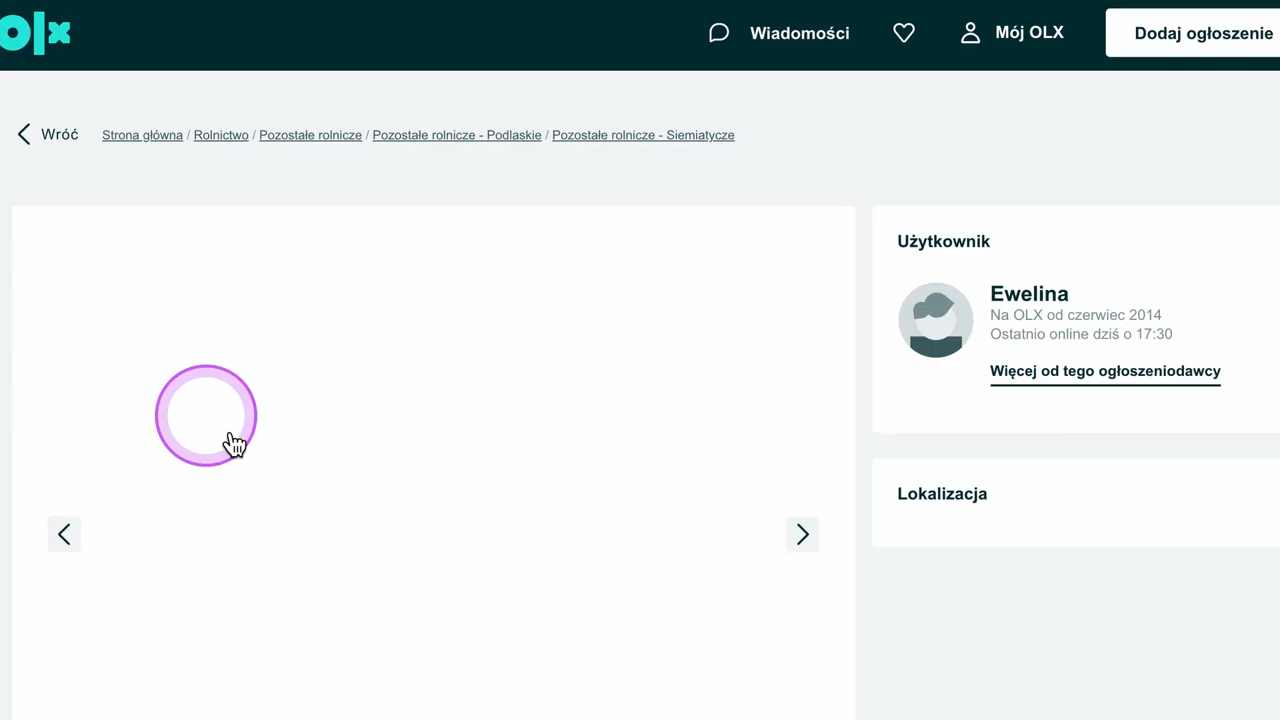 olx
Wiadomości
Mój OLX
Dodaj ogłoszenie
Wróć
Strona główna / Rolnictwo / Pozostałe rolnicze / Pozostałe rolnicze - Podlaskie / Pozostałe rolnicze - Siemiatycze
Użytkownik
Ewelina
Na OLX od czerwiec 2014
Ostatnio online dziś o 17:30
Więcej od tego ogłoszeniodawcy
Lokalizacja